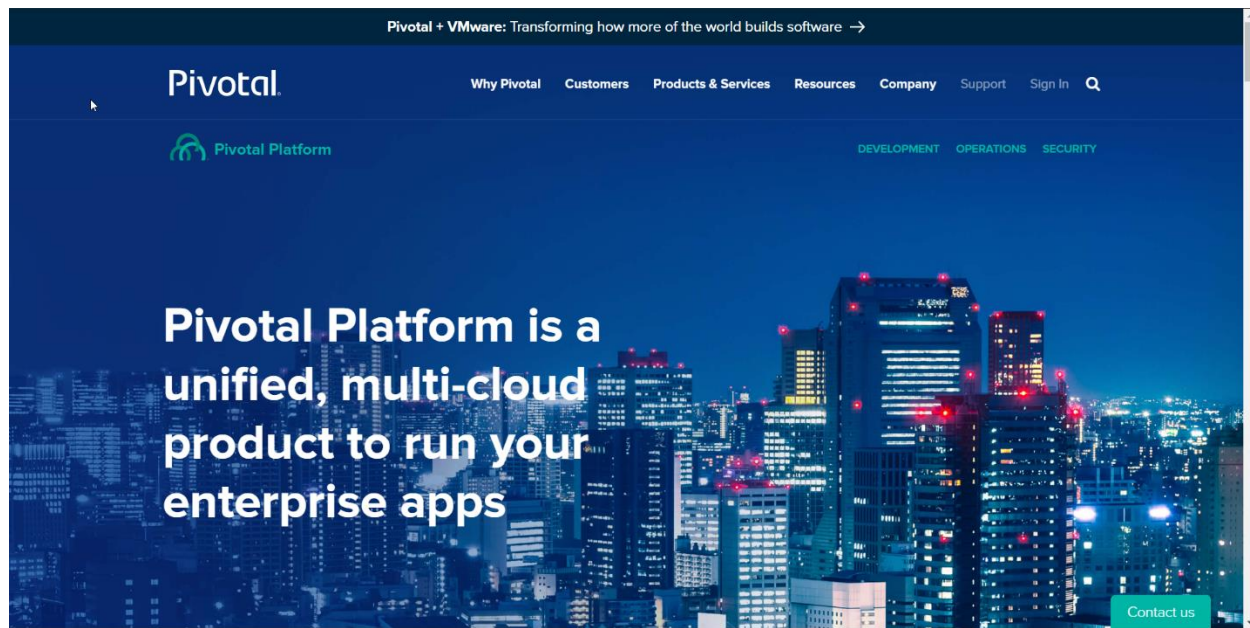 Pivotal + VMware: Transforming how more of the world builds software →
Pivotal.
Why Pivotal Customers Products & Services Resources Company Support Sign In
Pivotal Platform
DEVELOPMENT OPERATIONS SECURITY
Pivotal Platform is a
unified, multi-cloud
product to run your
enterprise apps
Contact us